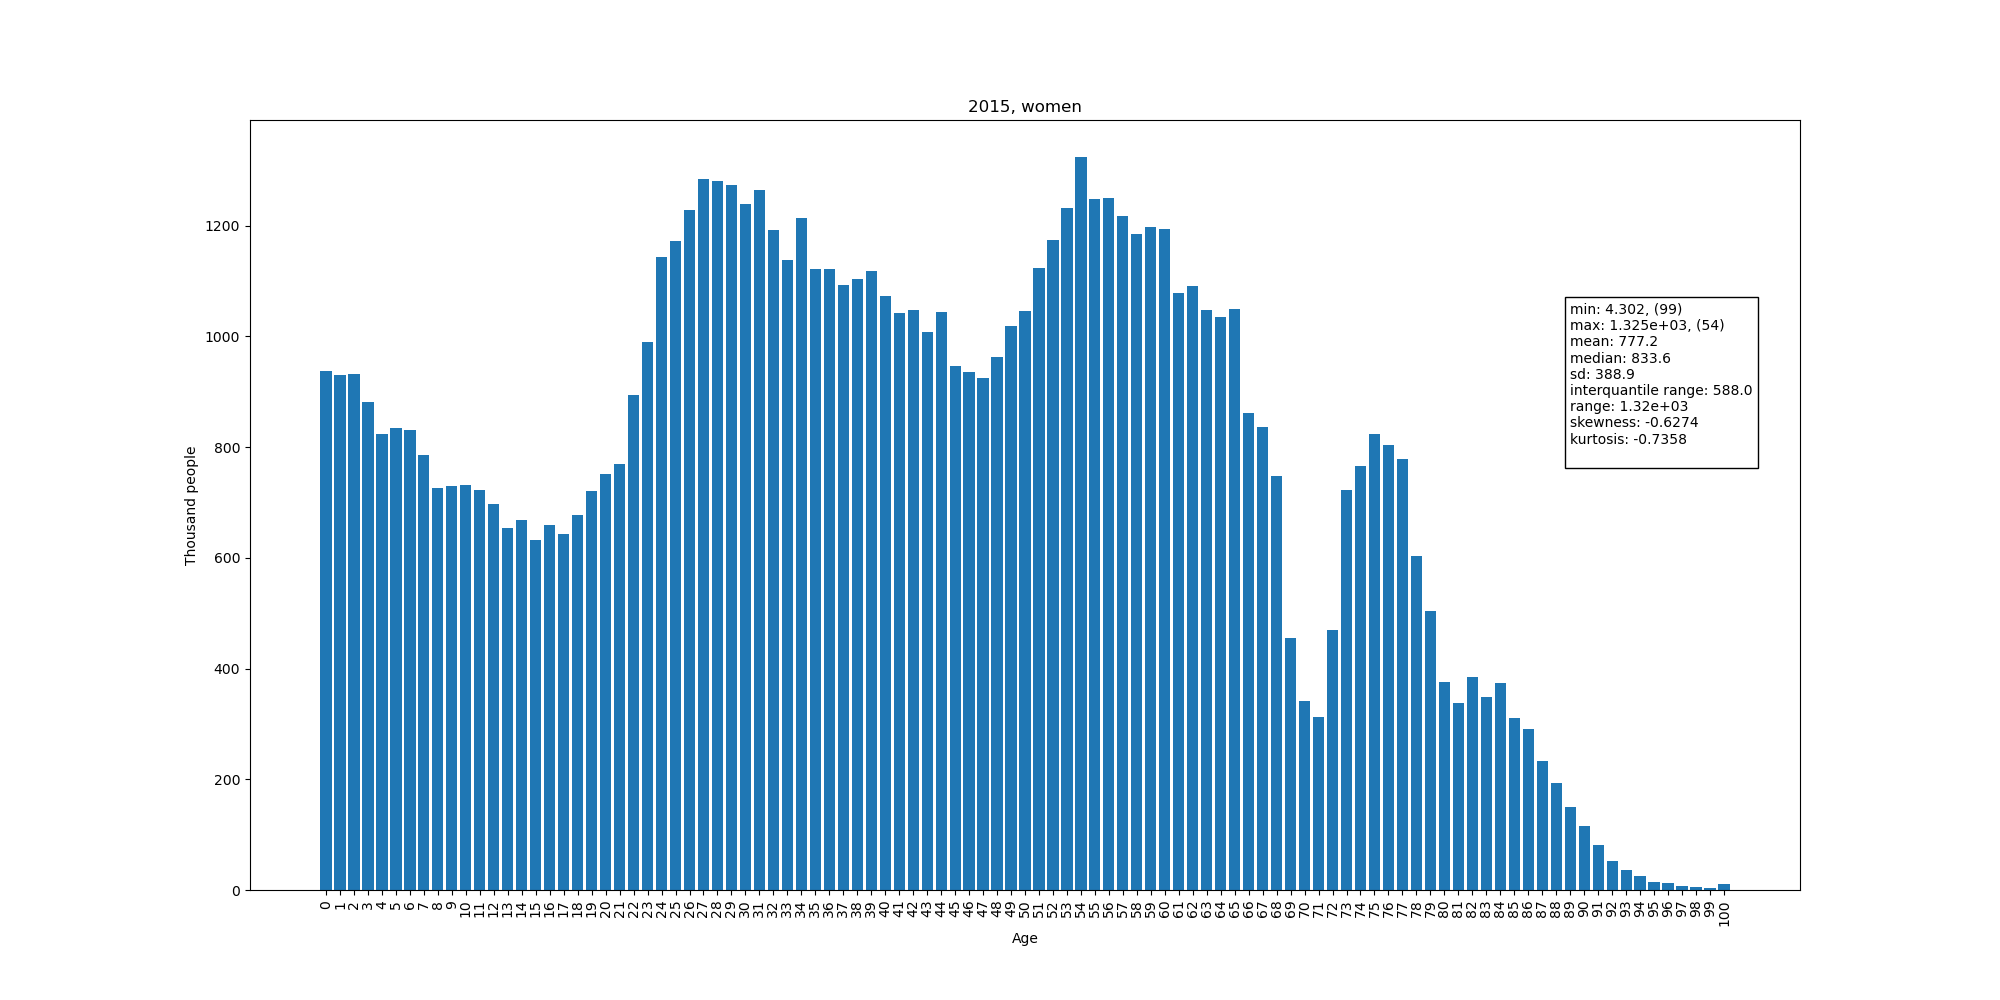 2015, women
1200
1000
800
600
400
200
0
Thousand people
min: 4.302, (99)
max: 1.325e+03, (54)
mean: 777.2
median: 833.6
sd: 388.9
interquantile range: 588.0
range: 1.32e+03
skewness: -0.6274
kurtosis: -0.7358
0 1 2 3 4 5 6 7 8 9 10 11 12 13 14 15 16 17 18 19 20 21 22 23 24 25 26 27 28 29 30 31 32 33 34 35 36 37 38 39 40 41 42 43 44 45 46 47 48 49 50 51 52 53 54 55 56 57 58 59 60 61 62 63 64 65 66 67 68 69 70 71 72 73 74 75 76 77 78 79 80 81 82 83 84 85 86 87 88 89 90 91 92 93 94 95 96 97 98 99 100
Age